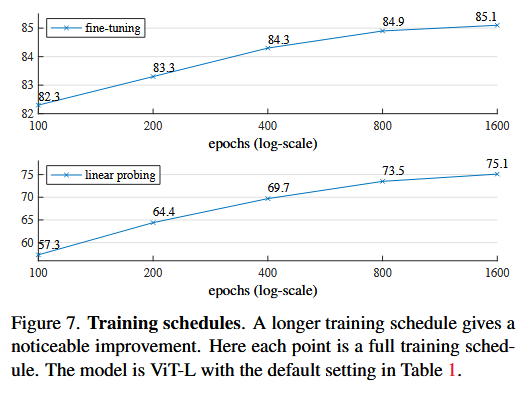 85
84
83
82
fine-tuning
82.3
83.3
84.3
84.9
85.1
100 200 400 800 1600
epochs (log-scale)
75
70
65
60
linear probing
57.3
64.4
69.7
73.5
75.1
100 200 400 800 1600
epochs (log-scale)
Figure 7. Training schedules. A longer training schedule gives a
noticeable improvement. Here each point is a full training sched-
ule. The model is ViT-L with the default setting in Table 1.